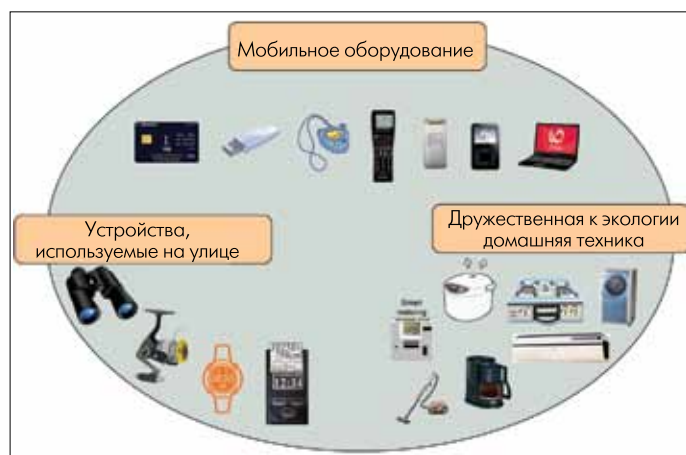 Мобильное оборудование
Устройства,
используемые на улице
Дружественная к экологии
домашняя техника